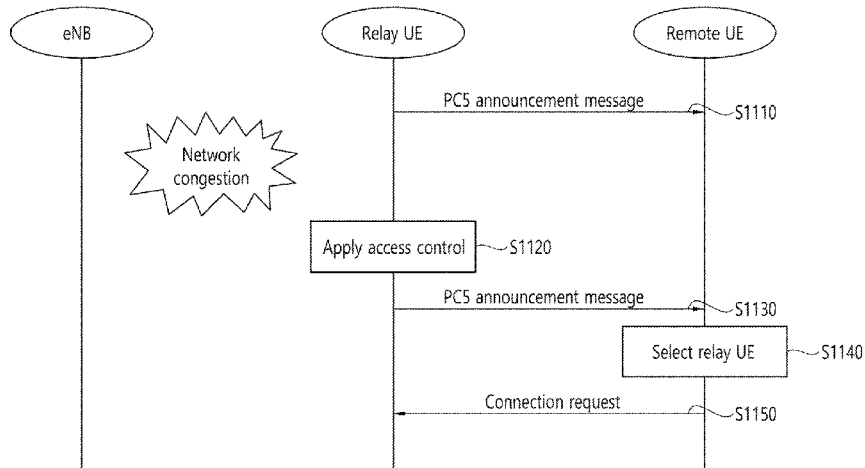 eNB
Relay UE
Remote UE
PC5 announcement message
S1110
Network
congestion
Apply access control
S1120
PC5 announcement message
S1130
Select relay UE
S1140
Connection request
S1150